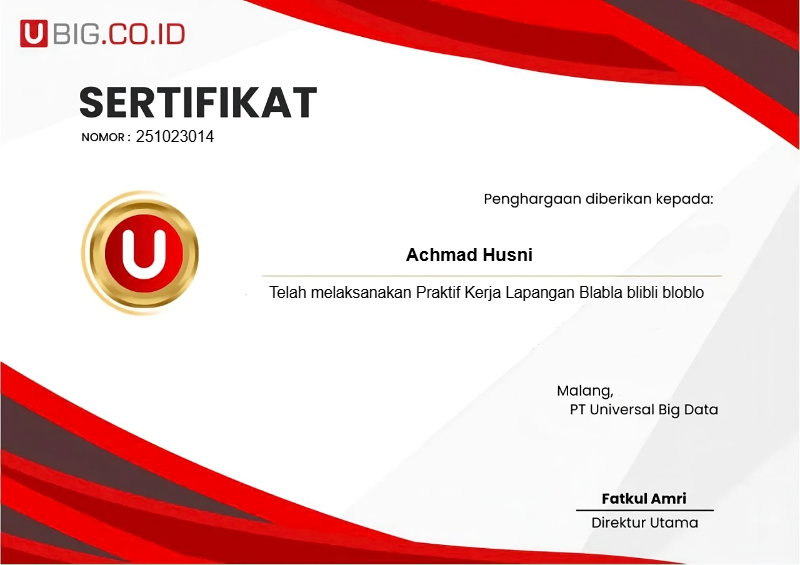 U BIG.CO.ID
SERTIFIKAT
NOMOR : 251023014
Penghargaan diberikan kepada:
U
Achmad Husni
Telah melaksanakan Praktif Kerja Lapangan Blabla blibli bloblo
Malang,
PT Universal Big Data
Fatkul Amri
Direktur Utama